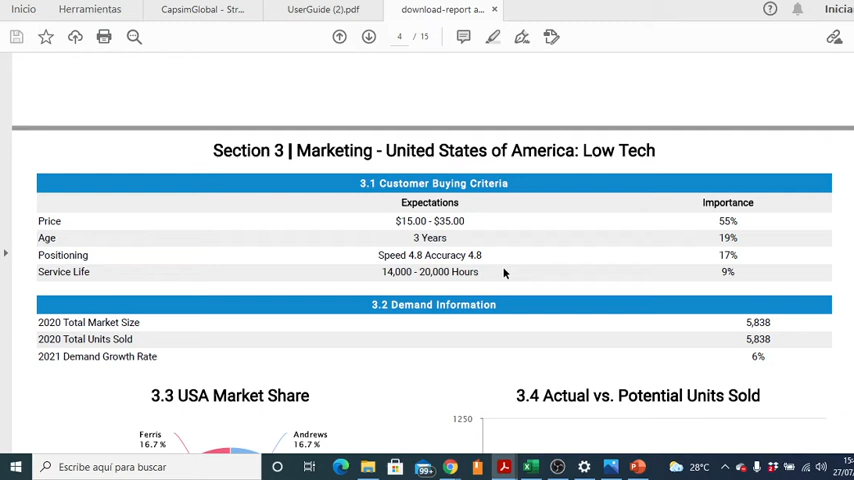 Inicio Herramientas CapsimGlobal - Str... UserGuide (2).pdf download-report a... × ? Inicia
4 / 15
Section 3 | Marketing - United States of America: Low Tech
3.1 Customer Buying Criteria
Expectations Importance
Price $15.00 - $35.00 55%
Age 3 Years 19%
Positioning Speed 4.8 Accuracy 4.8 17%
Service Life 14,000 - 20,000 Hours 9%
3.2 Demand Information
2020 Total Market Size 5,838
2020 Total Units Sold 5,838
2021 Demand Growth Rate 6%
3.3 USA Market Share 3.4 Actual vs. Potential Units Sold
1250
Ferris Andrews
16.7 % 16.7 %
Escribe aquí para buscar 99+ 28°C 15:
27/07